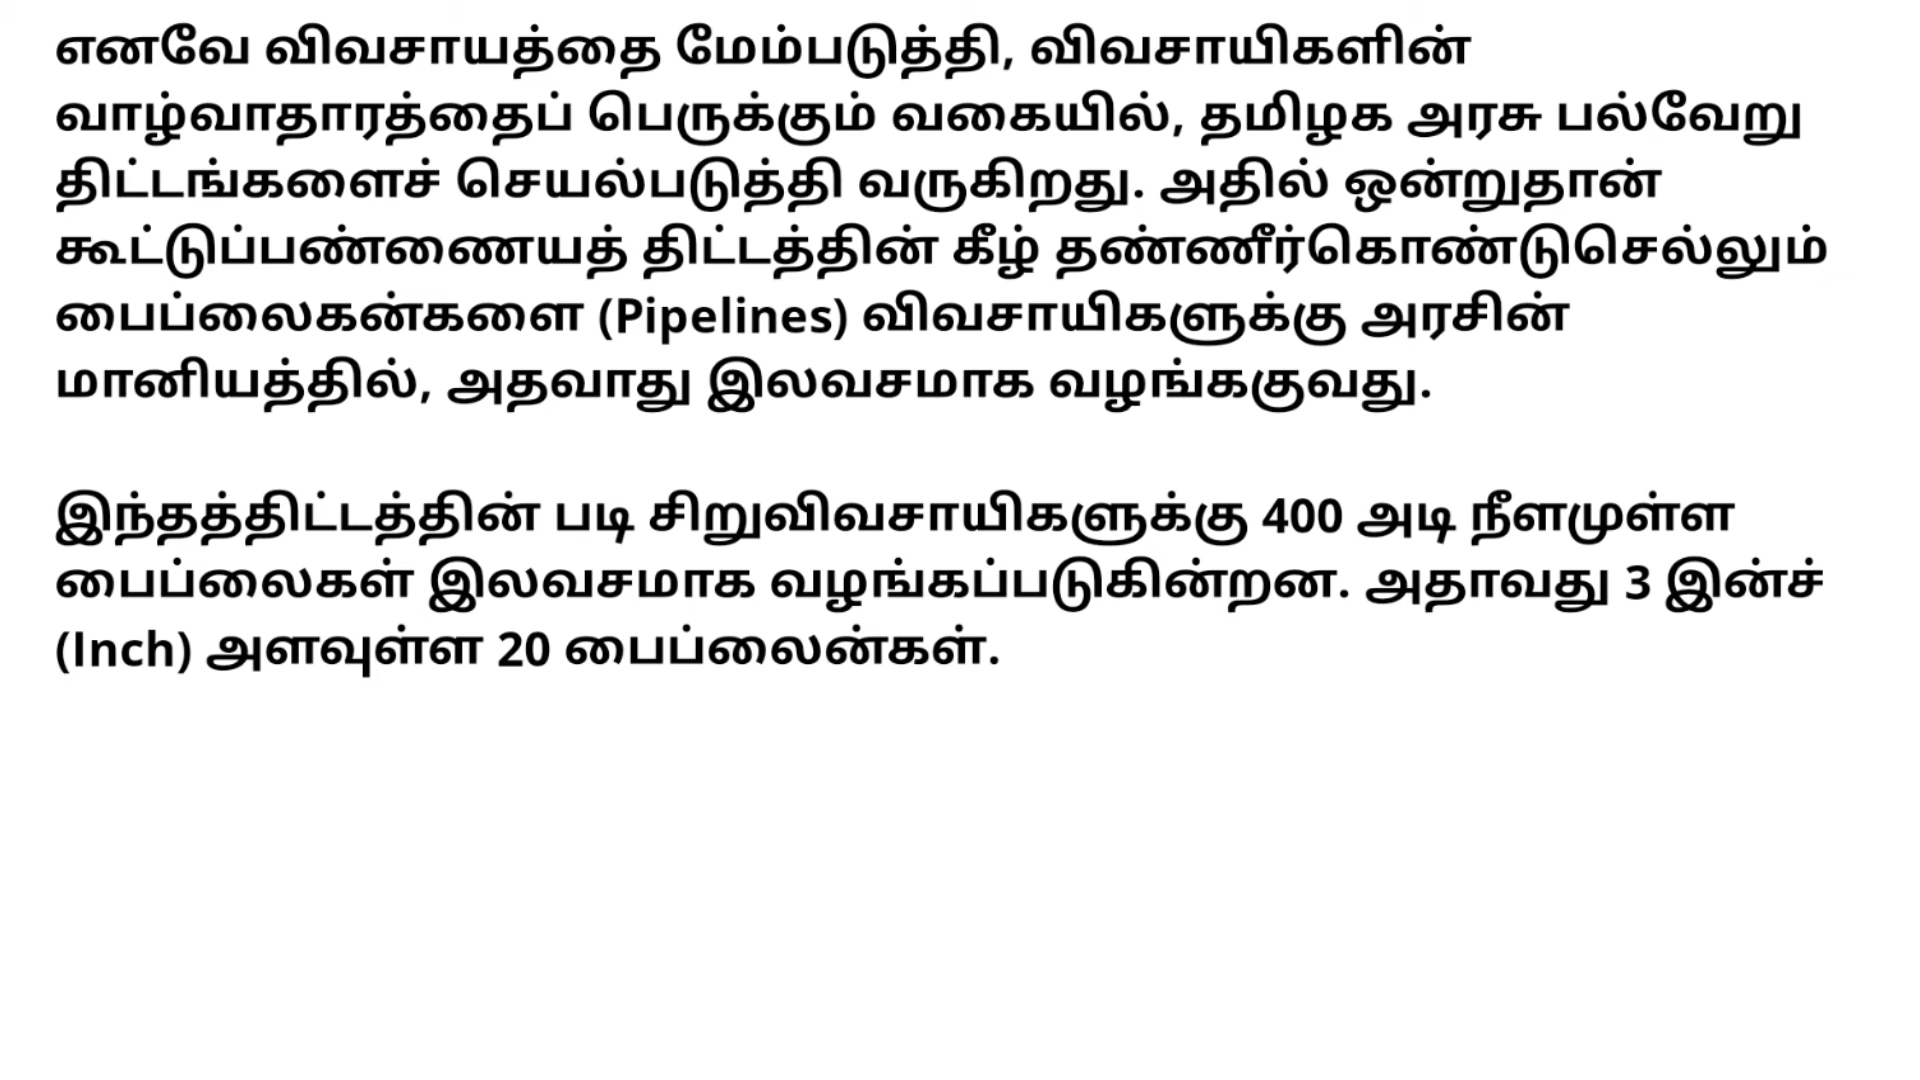 எனவே விவசாயத்தை மேம்படுத்தி, விவசாயிகளின்
வாழ்வாதாரத்தைப் பெருக்கும் வகையில், தமிழக அரசு பல்வேறு
திட்டங்களைச் செயல்படுத்தி வருகிறது. அதில் ஒன்றுதான்
கூட்டுப்பண்ணையத் திட்டத்தின் கீழ் தண்ணீர்கொண்டுசெல்லும்
பைப்லைகன்களை (Pipelines) விவசாயிகளுக்கு அரசின்
மானியத்தில், அதவாது இலவசமாக வழங்ககுவது.
இந்தத்திட்டத்தின் படி சிறுவிவசாயிகளுக்கு 400 அடி நீளமுள்ள
பைப்லைகள் இலவசமாக வழங்கப்படுகின்றன. அதாவது 3 இன்ச்
(Inch) அளவுள்ள 20 பைப்லைன்கள்.